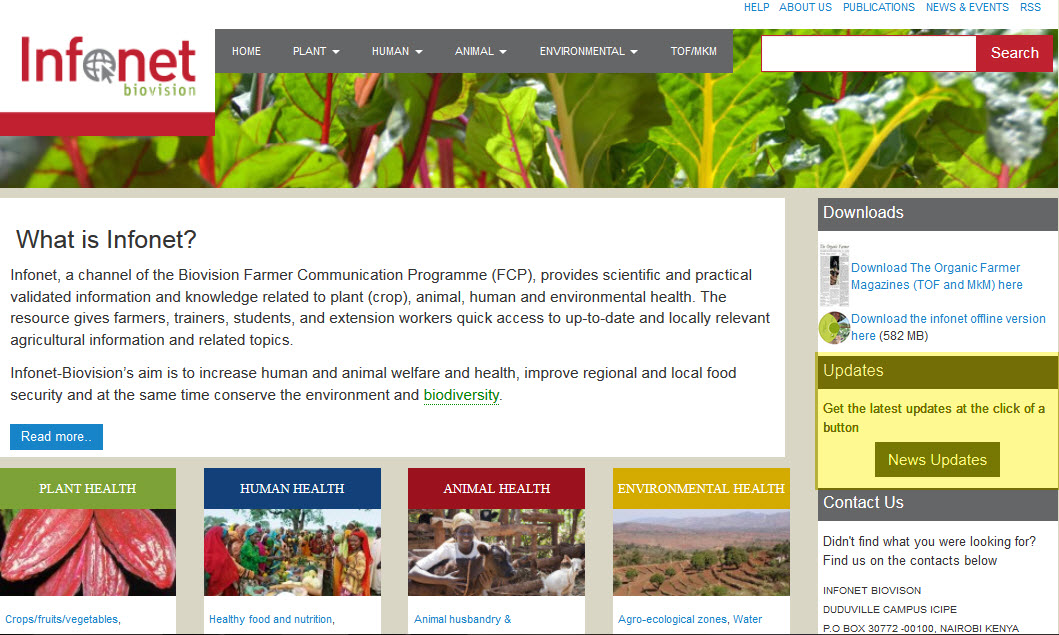 HELP ABOUT US PUBLICATIONS NEWS & EVENTS RSS
Infonet
biovision
HOME PLANT HUMAN ANIMAL ENVIRONMENTAL TOF/MKM
Search
What is Infonet?
Infonet, a channel of the Biovision Farmer Communication Programme (FCP), provides scientific and practical
validated information and knowledge related to plant (crop), animal, human and environmental health. The
resource gives farmers, trainers, students, and extension workers quick access to up-to-date and locally relevant
agricultural information and related topics.
Infonet-Biovision's aim is to increase human and animal welfare and health, improve regional and local food
security and at the same time conserve the environment and biodiversity.
Read more..
PLANT HEALTH
Crops/fruits/vegetables,
HUMAN HEALTH
Healthy food and nutrition,
ANIMAL HEALTH
Animal husbandry &
ENVIRONMENTAL HEALTH
Agro-ecological zones, Water
Downloads
The Organic Farmer
Download The Organic Farmer
Magazines (TOF and MkM) here
Download the infonet offline version
here (582 MB)
Updates
Get the latest updates at the click of a
button
News Updates
Contact Us
Didn't find what you were looking for?
Find us on the contacts below
INFONET BIOVISON
DUDUVILLE CAMPUS ICIPE
P.O BOX 30772 -00100, NAIROBI KENYA